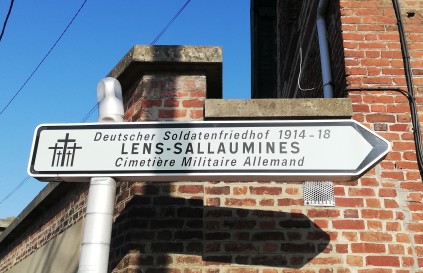 Deutscher Soldatenfriedhof 1914-18
LENS-SALLAUMINES
Cimetière Militaire Allemand